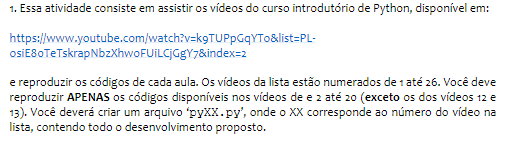 1. Essa atividade consiste em assistir os vídeos do curso introdutório de Python, disponível em:
https://www.youtube.com/watch?v=k9TUPpGqYTo&list=PL-
osiE80TeTskrapNbzXhwoFUiLCjGgY7&index=2
e reproduzir os códigos de cada aula. Os vídeos da lista estão numerados de 1 até 26. Você deve
reproduzir APENAS os códigos disponíveis nos vídeos de e 2 até 20 (exceto os dos vídeos 12 e
13). Você deverá criar um arquivo ‘pyXX.py’, onde o XX corresponde ao número do vídeo na
lista, contendo todo o desenvolvimento proposto.